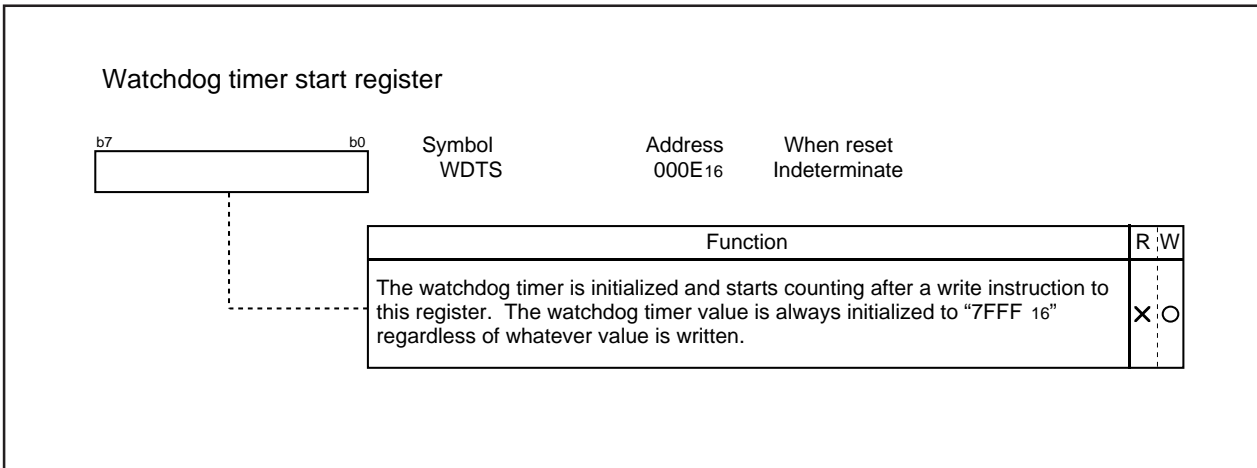 Watchdog timer start register
b7 b0 Symbol Address When reset
WDTS 000E16 Indeterminate
Function R W
The watchdog timer is initialized and starts counting after a write instruction to
this register. The watchdog timer value is always initialized to “7FFF 16”
regardless of whatever value is written.